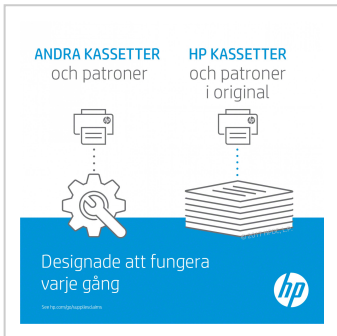 ANDRA KASSETTER
och patroner
HP KASSETTER
och patroner
i original
Designade att fungera
varje gång
hp